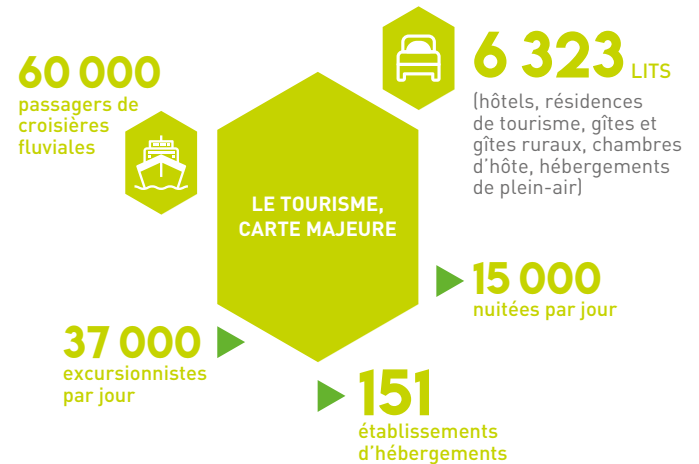 60 000
passagers de
croisières
fluviales
6 323 LITS
(hôtels, résidences
de tourisme, gîtes et
gîtes ruraux, chambres
d'hôte, hébergements
de plein-air)
LE TOURISME,
CARTE MAJEURE
15 000
nuitées par jour
37 000
excursionnistes
par jour
151
établissements
d'hébergements